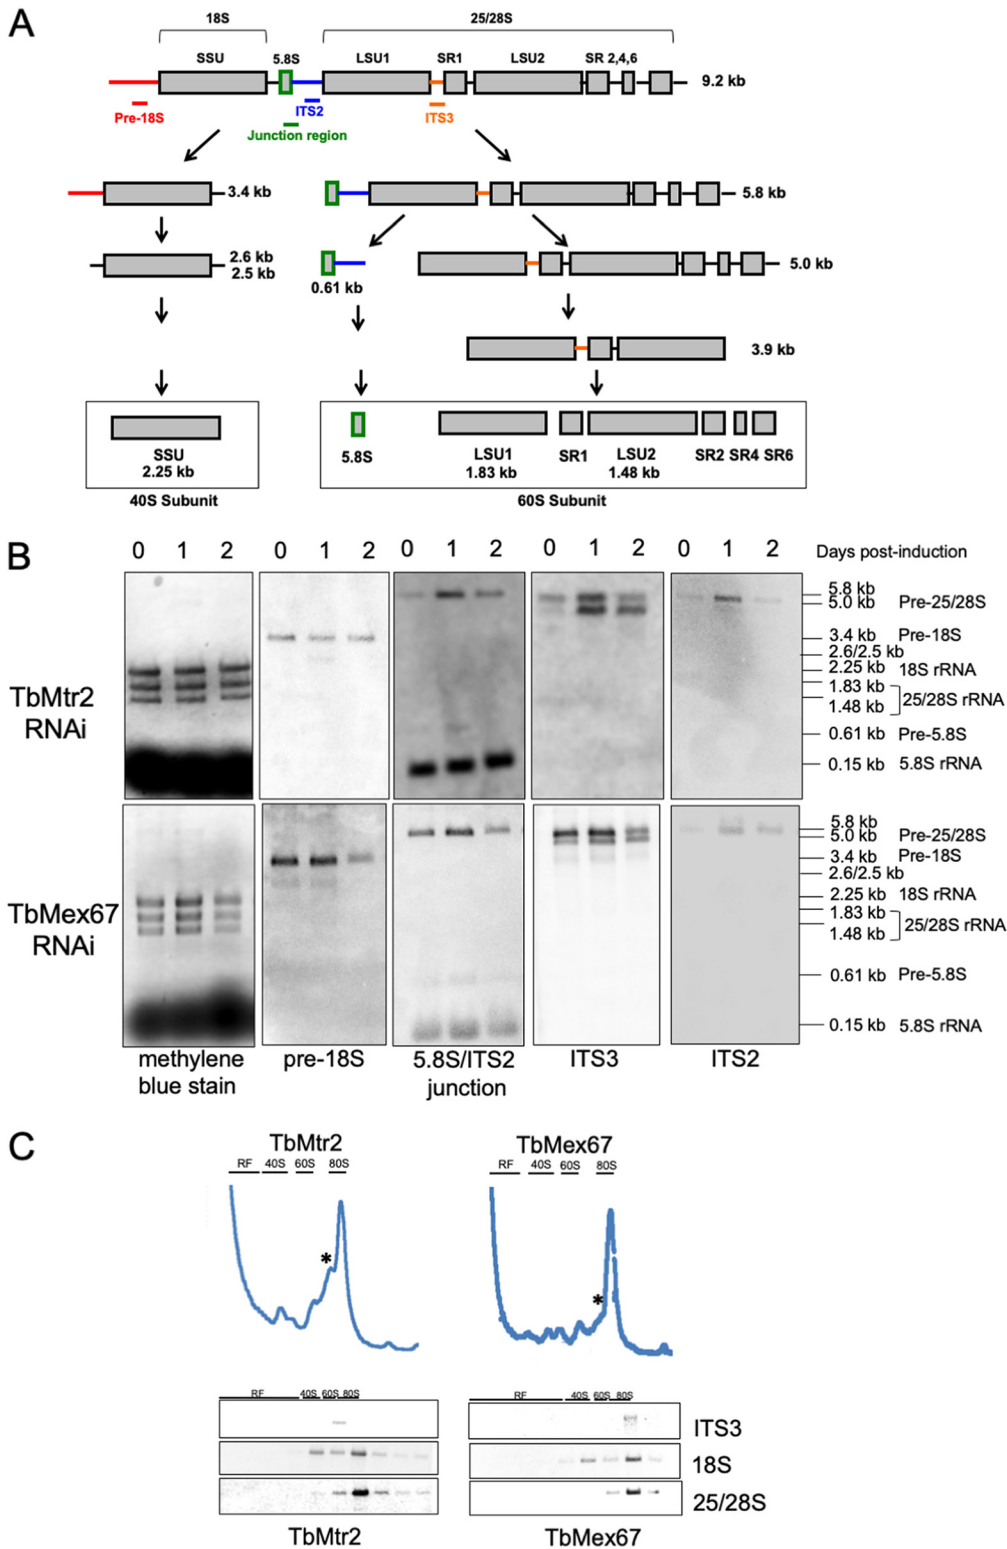 A
18S
25/28S
SSU
5.8S
LSU1
SR1
LSU2
SR 2,4,6
9.2 kb
Pre-18S
ITS2
ITS3
Junction region
3.4 kb
5.8 kb
2.6 kb
2.5 kb
0.61 kb
5.0 kb
3.9 kb
SSU
2.25 kb
5.8S
LSU1
1.83 kb
SR1
LSU2
1.48 kb
SR2 SR4 SR6
40S Subunit
60S Subunit
B
0 1 2
0 1 2
0 1 2
0 1 2
0 1 2
Days post-induction
TbMtr2
RNAi
5.8 kb
5.0 kb
Pre-25/28S
3.4 kb
Pre-18S
2.6/2.5 kb
2.25 kb
18S rRNA
1.83 kb
1.48 kb
25/28S rRNA
0.61 kb
Pre-5.8S
0.15 kb
5.8S rRNA
TbMex67
RNAi
5.8 kb
5.0 kb
Pre-25/28S
3.4 kb
Pre-18S
2.6/2.5 kb
2.25 kb
18S rRNA
1.83 kb
1.48 kb
25/28S rRNA
0.61 kb
Pre-5.8S
0.15 kb
5.8S rRNA
methylene
blue stain
pre-18S
5.8S/ITS2
junction
ITS3
ITS2
C
TbMtr2
RF 40S 60S 80S
*
TbMex67
RF 40S 60S 80S
*
RF 40S 60S 80S
RF 40S 60S 80S
ITS3
18S
25/28S
TbMtr2
TbMex67